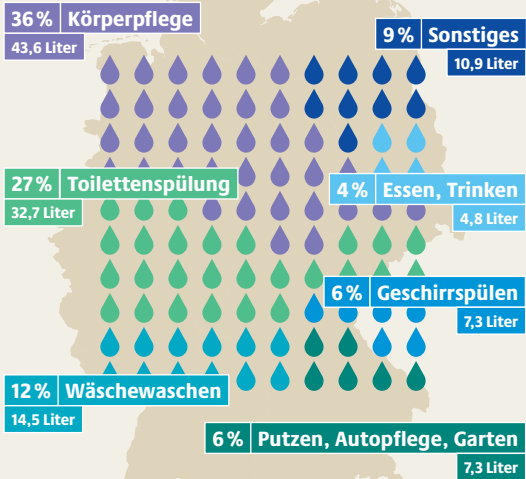 36 % Körperpflege
43,6 Liter
9 % Sonstiges
10,9 Liter
27 % Toilettenspülung
32,7 Liter
4 % Essen, Trinken
4,8 Liter
6 % Geschirrspülen
7,3 Liter
12 % Wäschewaschen
14,5 Liter
6 % Putzen, Autopflege, Garten
7,3 Liter